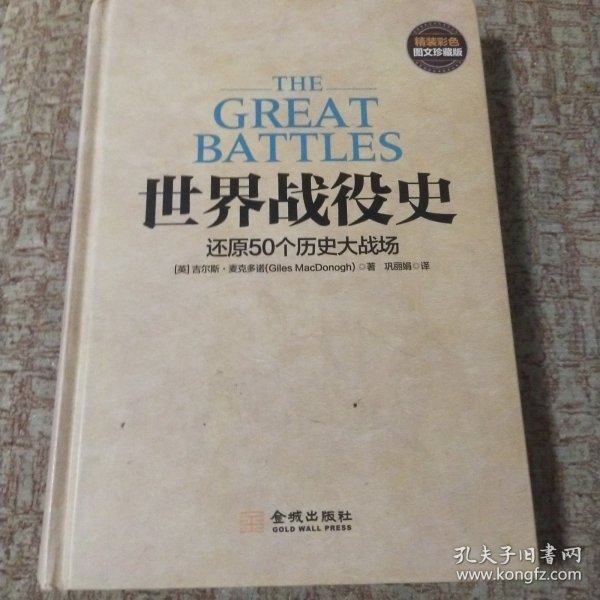 精装彩色
图文珍藏版
THE
GREAT
BATTLES
世界战役史
还原50个历史大战场
[英]吉尔斯·麦克多诺(Giles MacDonogh)◇著 巩丽娟◇译
金城出版社
GOLD WALL PRESS
孔夫子旧书网
www.kongfz.com